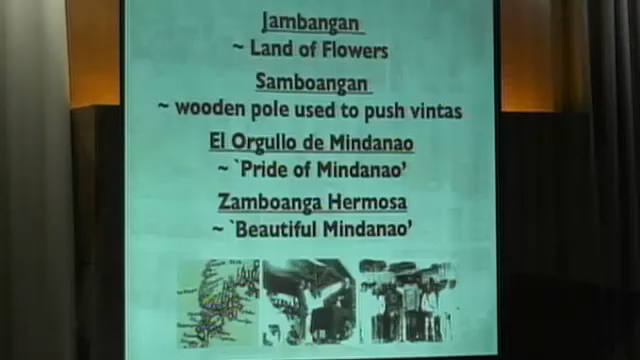 Jambangan
~ Land of Flowers
Samboangan
~ wooden pole used to push vintas
El Orgullo de Mindanao
~ `Pride of Mindanao'
Zamboanga Hermosa
~ `Beautiful Mindanao'